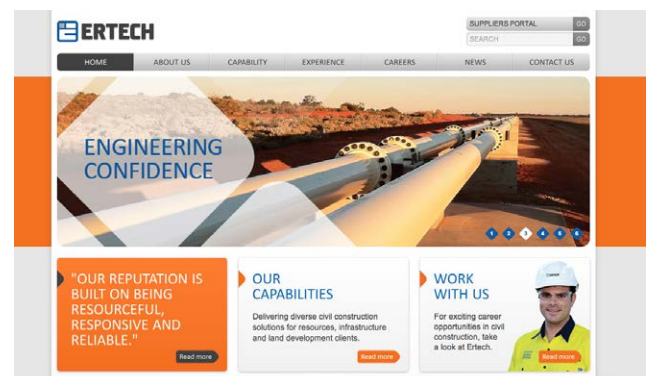 ERTECH
SUPPLIERS PORTAL GO
SEARCH GO
HOME ABOUT US CAPABILITY EXPERIENCE CAREERS NEWS CONTACT US
ENGINEERING
CONFIDENCE
1 2 3 4 5 6
"OUR REPUTATION IS
BUILT ON BEING
RESOURCEFUL,
RESPONSIVE AND
RELIABLE."
Read more
OUR
CAPABILITIES
Delivering diverse civil construction
solutions for resources, infrastructure
and land development clients.
Read more
WORK
WITH US
For exciting career
opportunities in civil
construction, take
a look at Ertech.
Read more